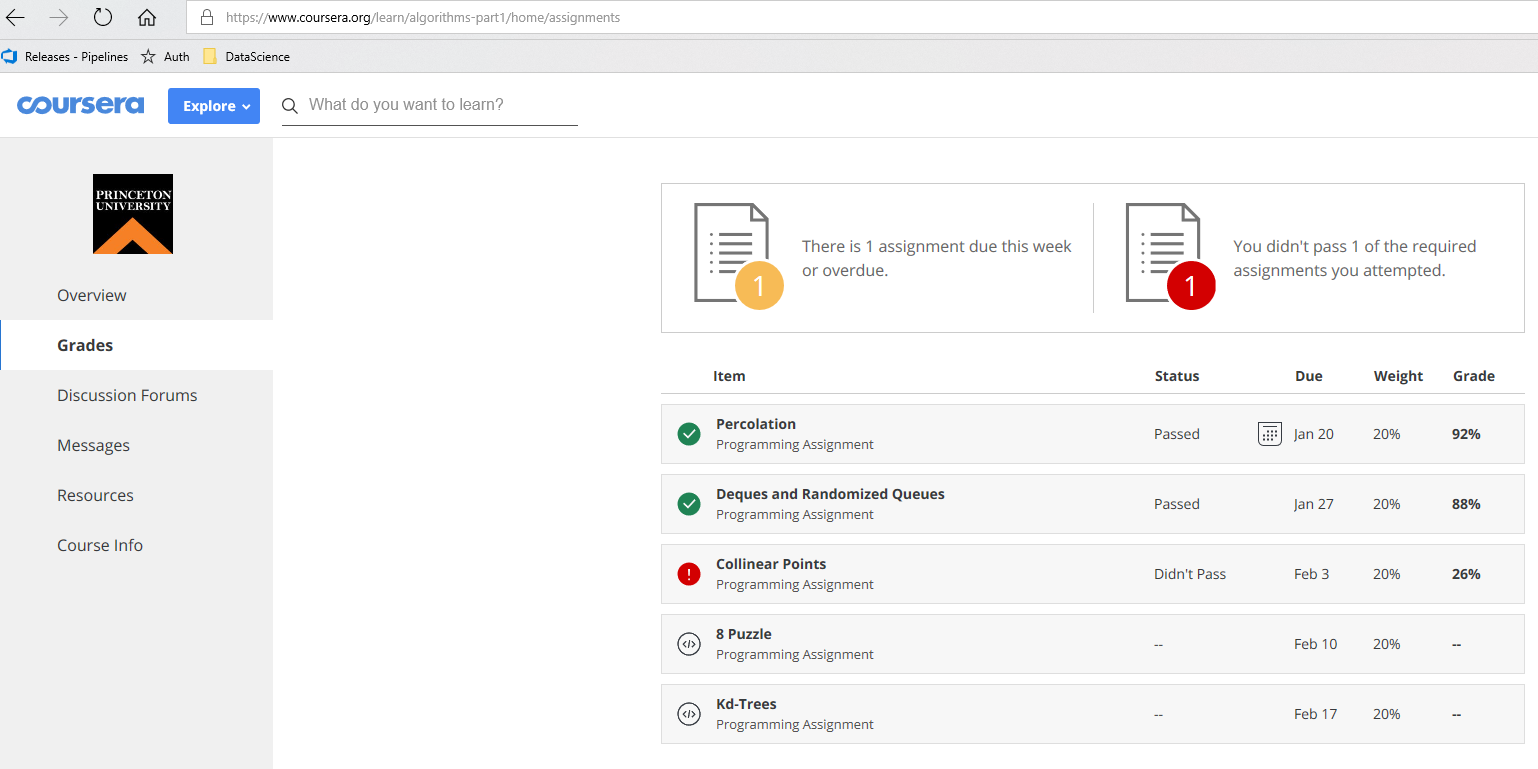 https://www.coursera.org/learn/algorithms-part1/home/assignments
Releases - Pipelines Auth DataScience
coursera Explore What do you want to learn?
PRINCETON
UNIVERSITY
Overview
Grades
Discussion Forums
Messages
Resources
Course Info
1
There is 1 assignment due this week
or overdue.
1
You didn't pass 1 of the required
assignments you attempted.
Item Status Due Weight Grade
Percolation
Programming Assignment
Passed Jan 20 20% 92%
Deques and Randomized Queues
Programming Assignment
Passed Jan 27 20% 88%
! Collinear Points
Programming Assignment
Didn't Pass Feb 3 20% 26%
</> 8 Puzzle
Programming Assignment
-- Feb 10 20% --
</> Kd-Trees
Programming Assignment
-- Feb 17 20% --